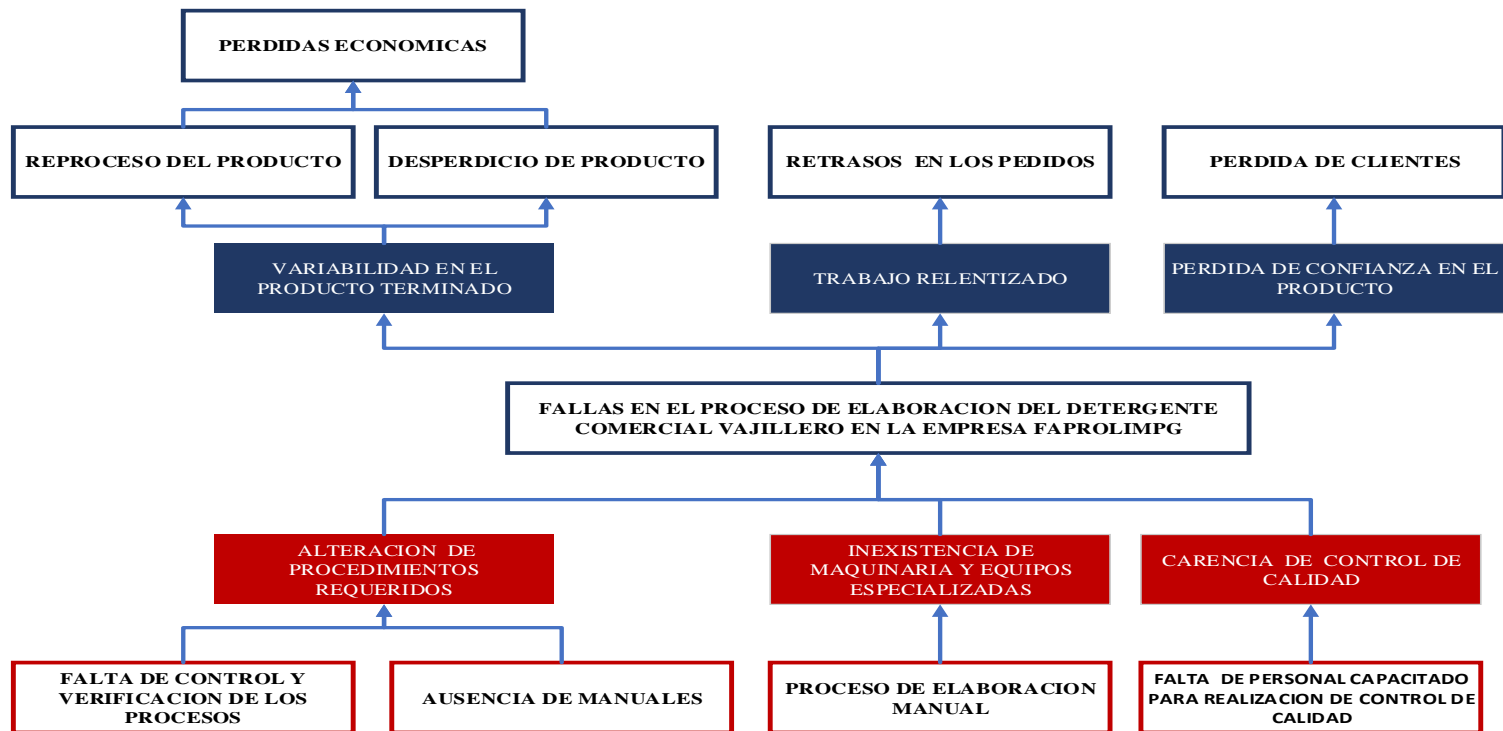 PERDIDAS ECONOMICAS
REPROCESO DEL PRODUCTO
DESPERDICIO DE PRODUCTO
RETRASOS EN LOS PEDIDOS
PERDIDA DE CLIENTES
VARIABILIDAD EN EL
PRODUCTO TERMINADO
TRABAJO RELENTIZADO
PERDIDA DE CONFIANZA EN EL
PRODUCTO
FALLAS EN EL PROCESO DE ELABORACION DEL DETERGENTE
COMERCIAL VAJILLERO EN LA EMPRESA FAPROLIMPG
ALTERACION DE
PROCEDIMIENTOS
REQUERIDOS
INEXISTENCIA DE
MAQUINARIA Y EQUIPOS
ESPECIALIZADAS
CARENCIA DE CONTROL DE
CALIDAD
FALTA DE CONTROL Y
VERIFICACION DE LOS
PROCESOS
AUSENCIA DE MANUALES
PROCESO DE ELABORACION
MANUAL
FALTA DE PERSONAL CAPACITADO
PARA REALIZACION DE CONTROL DE
CALIDAD